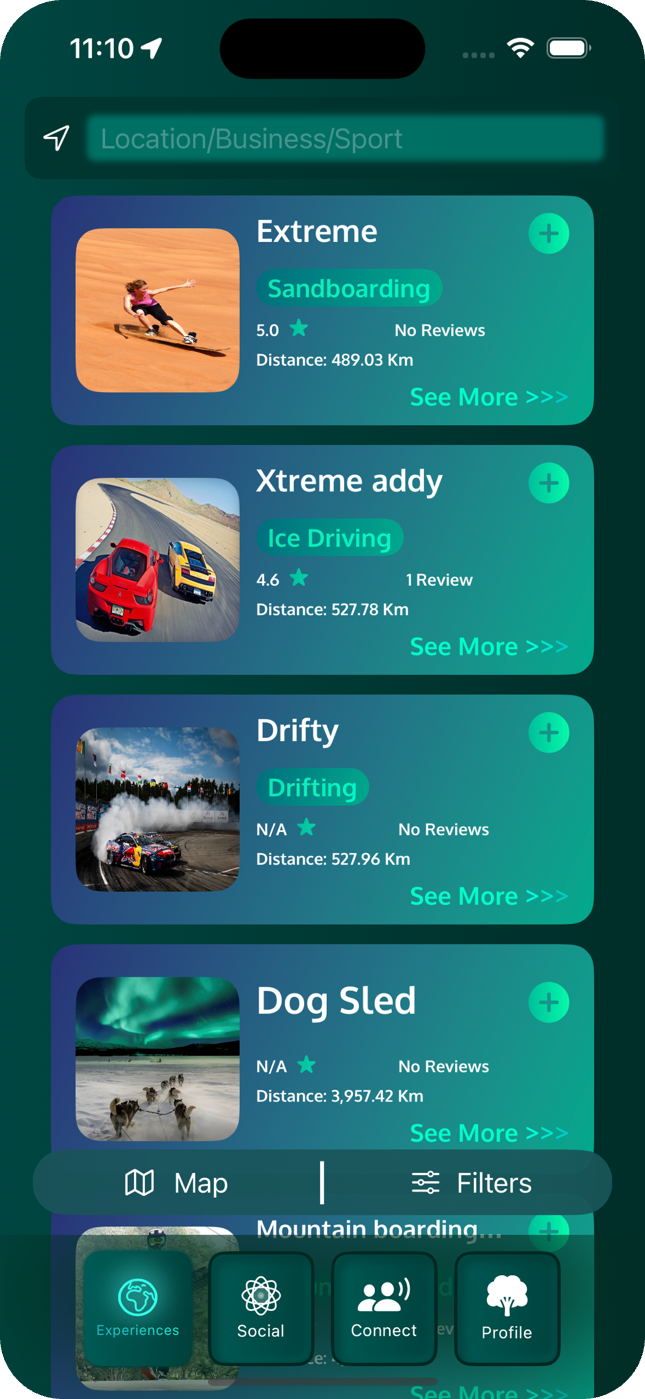 11:10
Location/Business/Sport
Extreme
Sandboarding
5.0 No Reviews
Distance: 489.03 Km
See More >>>
Xtreme addy
Ice Driving
4.6 1 Review
Distance: 527.78 Km
See More >>>
Drifty
Drifting
N/A No Reviews
Distance: 527.96 Km
See More >>>
Dog Sled
N/A No Reviews
Distance: 3,957.42 Km
See More >>>
Map | Filters
Mountain boarding...
Experiences Social Connect Profile
See More >>>